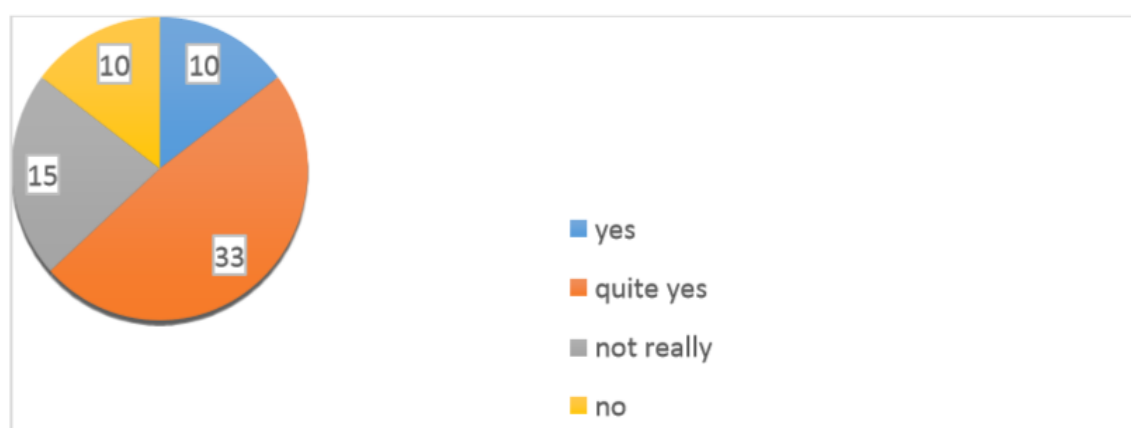 10 10
15
33
yes
quite yes
not really
no